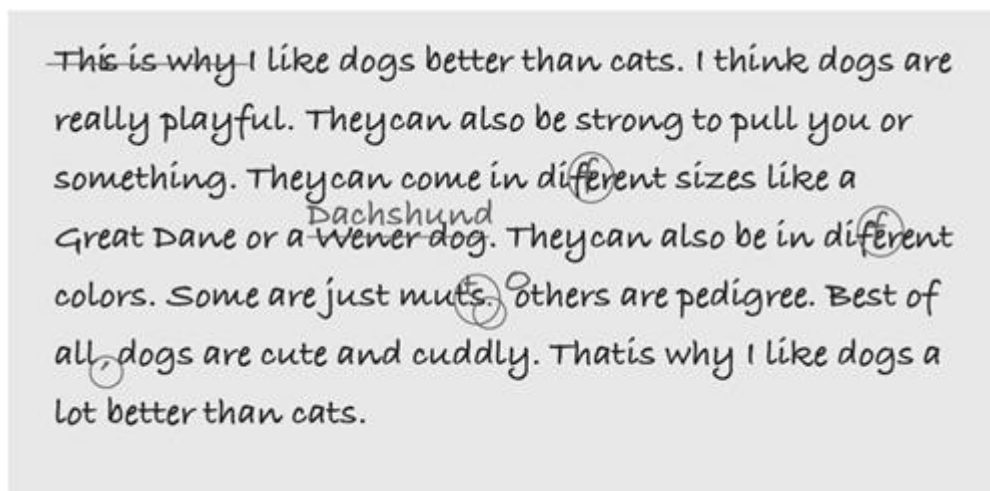 This is why I like dogs better than cats. I think dogs are
really playful. Theycan also be strong to pull you or
something. Theycan come in different sizes like a
Dachshund
Great Dane or a Wener dog. Theycan also be in different
colors. Some are just mutts. Others are pedigree. Best of
all, dogs are cute and cuddly. Thatis why I like dogs a
lot better than cats.